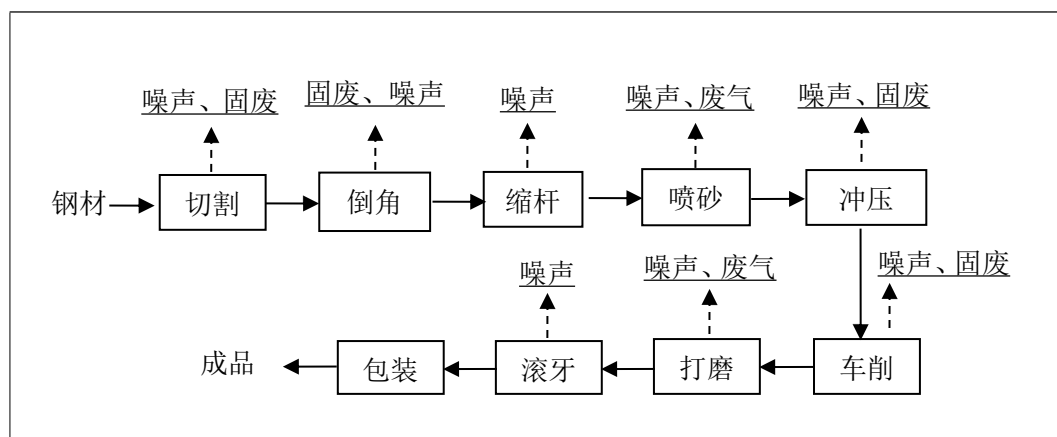 噪声、固废
固废、噪声
噪声
噪声、废气
噪声、固废
钢材
切割
倒角
缩杆
喷砂
冲压
噪声
噪声、废气
噪声、固废
成品
包装
滚牙
打磨
车削